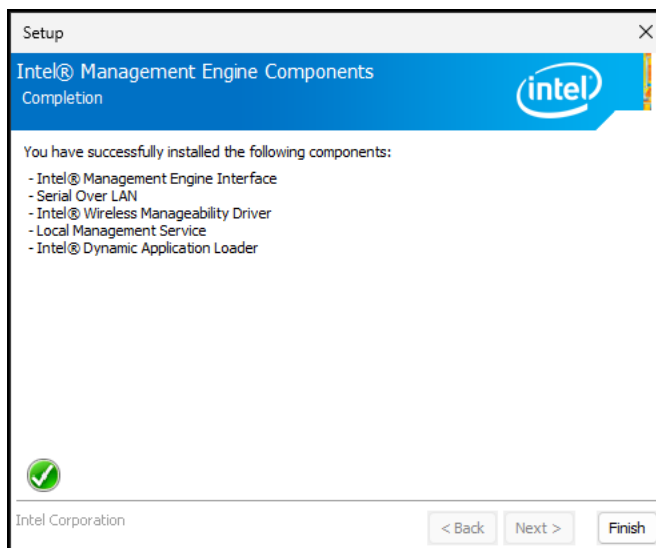 Setup
Intel® Management Engine Components
Completion
intel
You have successfully installed the following components:
- Intel® Management Engine Interface
- Serial Over LAN
- Intel® Wireless Manageability Driver
- Local Management Service
- Intel® Dynamic Application Loader
Intel Corporation
< Back Next > Finish